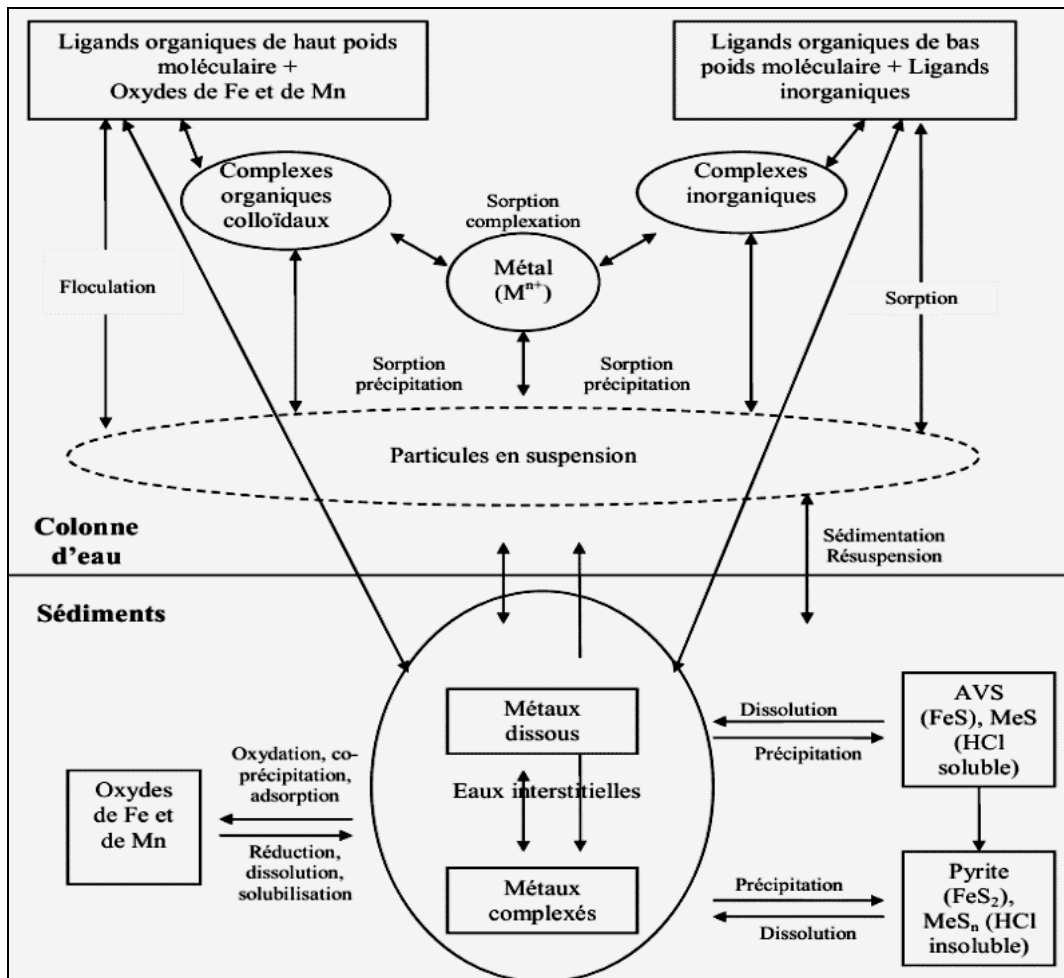 Ligands organiques de haut poids
moléculaire +
Oxydes de Fe et de Mn
Ligands organiques de bas
poids moléculaire + Ligands
inorganiques
Complexes
organiques
colloïdaux
Sorption
complexation
Complexes
inorganiques
Métal
(Mⁿ⁺)
Floculation
Sorption
Sorption
précipitation
Sorption
précipitation
Particules en suspension
Colonne
d'eau
Sédimentation
Résuspension
Sédiments
Métaux
dissous
Eaux interstitielles
Métaux
complexés
Oxydes
de Fe et
de Mn
Oxydation, co-
précipitation,
adsorption
Réduction,
dissolution,
solubilisation
Dissolution
Précipitation
AVS
(FeS), MeS
(HCl
soluble)
Précipitation
Dissolution
Pyrite
(FeS₂),
MeSₙ (HCl
insoluble)